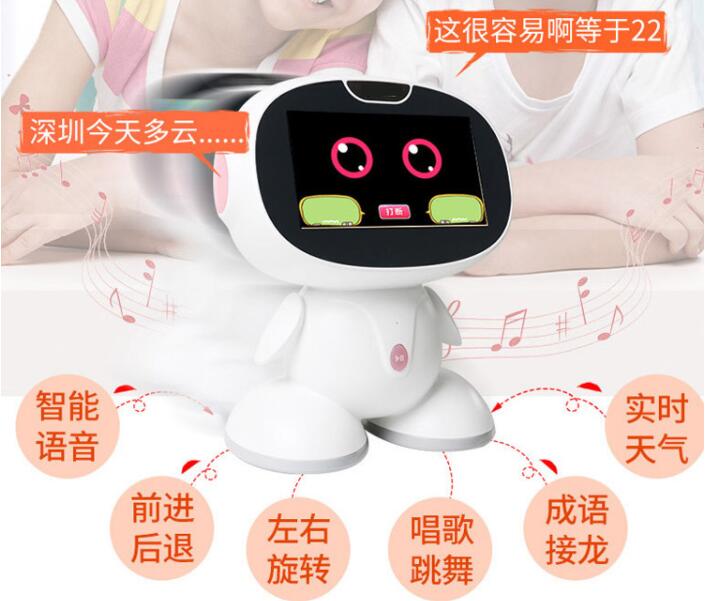 这很容易啊等于22
深圳今天多云......
打断
智能
语音
实时
天气
前进
后退
左右
旋转
唱歌
跳舞
成语
接龙